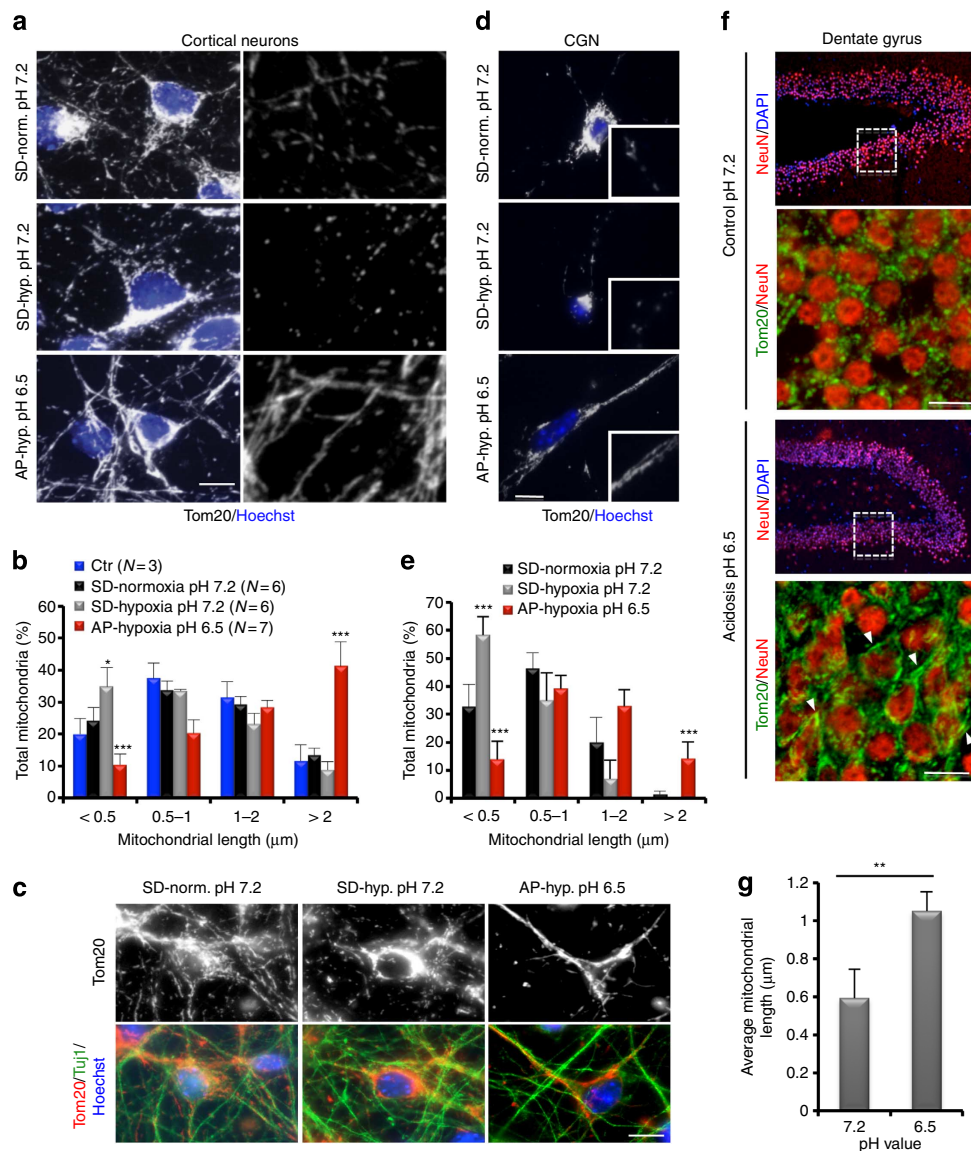 a
Cortical neurons
SD-norm. pH 7.2
SD-hyp. pH 7.2
AP-hyp. pH 6.5
Tom20/Hoechst
d
CGN
SD-norm. pH 7.2
SD-hyp. pH 7.2
AP-hyp. pH 6.5
Tom20/Hoechst
f
Dentate gyrus
Control pH 7.2
NeuN/DAPI
Tom20/NeuN
Acidosis pH 6.5
NeuN/DAPI
Tom20/NeuN
b
Ctr (N=3)
SD-normoxia pH 7.2 (N=6)
SD-hypoxia pH 7.2 (N=6)
AP-hypoxia pH 6.5 (N=7)
Total mitochondria (%)
60
50
40
30
20
10
0
*
***
***
< 0.5
0.5–1
1–2
> 2
Mitochondrial length (μm)
e
SD-normoxia pH 7.2
SD-hypoxia pH 7.2
AP-hypoxia pH 6.5
Total mitochondria (%)
70
60
50
40
30
20
10
0
***
***
***
< 0.5
0.5–1
1–2
> 2
Mitochondrial length (μm)
c
SD-norm. pH 7.2
SD-hyp. pH 7.2
AP-hyp. pH 6.5
Tom20
Tom20/Tuj1/
Hoechst
g
**
Average mitochondrial
length (μm)
1.2
1
0.8
0.6
0.4
0.2
0
7.2
6.5
pH value